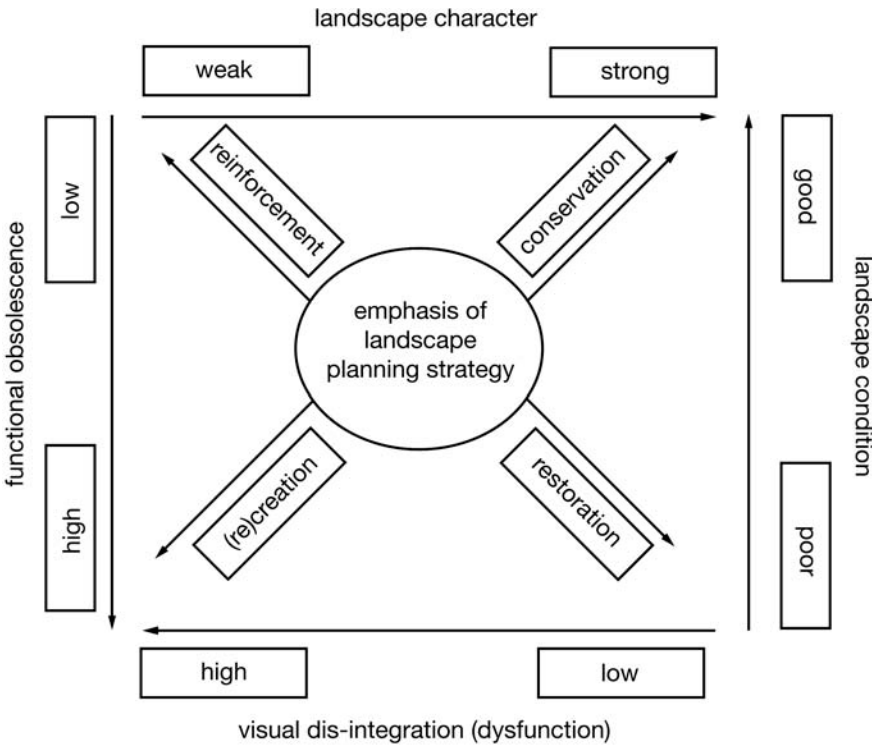 landscape character
weak
strong
low
reinforcement
conservation
good
functional obsolescence
emphasis of
landscape
planning strategy
landscape condition
high
(re)creation
restoration
poor
high
low
visual dis-integration (dysfunction)